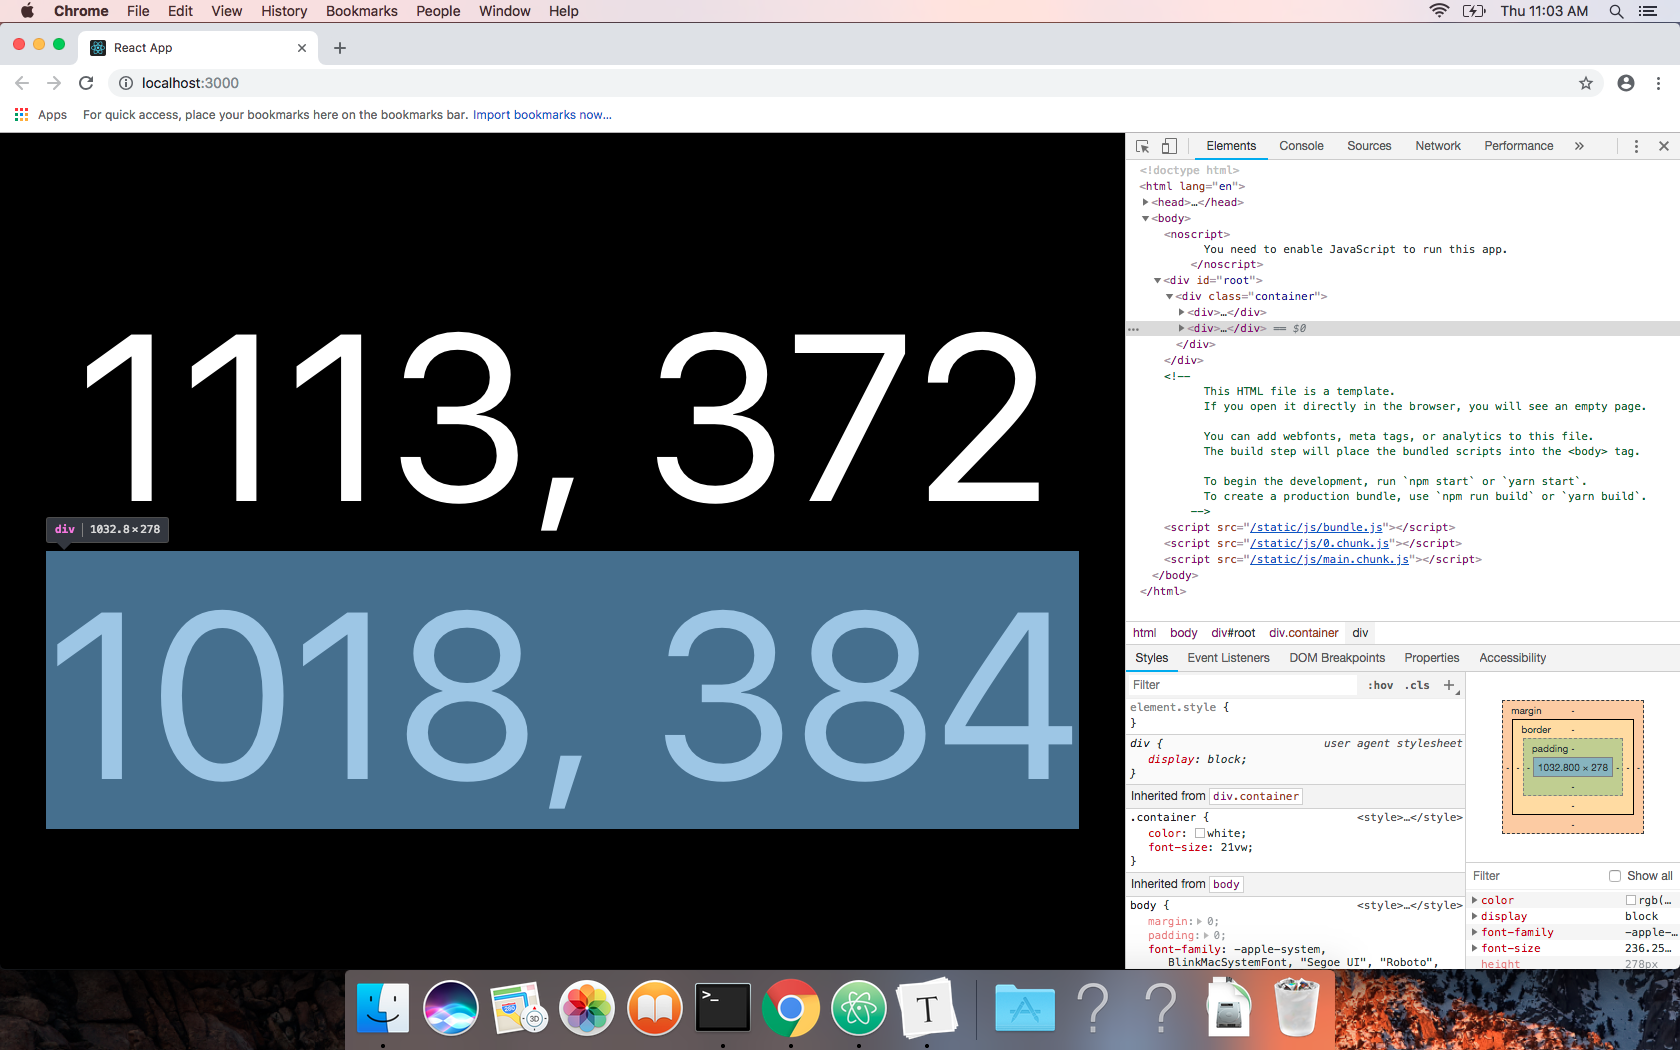 Chrome File Edit View History Bookmarks People Window Help Thu 11:03 AM
React App
localhost:3000
Apps For quick access, place your bookmarks here on the bookmarks bar. Import bookmarks now...
Elements Console Sources Network Performance »
<!doctype html>
<html lang="en">
<head>…</head>
<body>
<noscript>
You need to enable JavaScript to run this app.
</noscript>
<div id="root">
<div class="container">
<div>…</div>
<div>…</div> == $0
</div>
</div>
<!--
This HTML file is a template.
If you open it directly in the browser, you will see an empty page.
You can add webfonts, meta tags, or analytics to this file.
The build step will place the bundled scripts into the <body> tag.
To begin the development, run `npm start` or `yarn start`.
To create a production bundle, use `npm run build` or `yarn build`.
-->
<script src="/static/js/bundle.js"></script>
<script src="/static/js/0.chunk.js"></script>
<script src="/static/js/main.chunk.js"></script>
</body>
</html>
1113, 372
div | 1032.8×278
1018, 384
html body div#root div.container div
Styles Event Listeners DOM Breakpoints Properties Accessibility
Filter :hov .cls +
element.style {
}
div { user agent stylesheet
display: block;
}
Inherited from div.container
.container { <style>…</style>
color: white;
font-size: 21vw;
}
Inherited from body
body { <style>…</style>
margin: 0;
padding: 0;
font-family: -apple-system,
BlinkMacSystemFont, "Segoe UI", "Roboto",
margin -
border -
padding -
- - - 1032.800 × 278 - - -
-
-
-
Filter Show all
color rgb(…
display block
font-family -apple-…
font-size 236.25…
height 278px
>_
280
3D
T
? ?